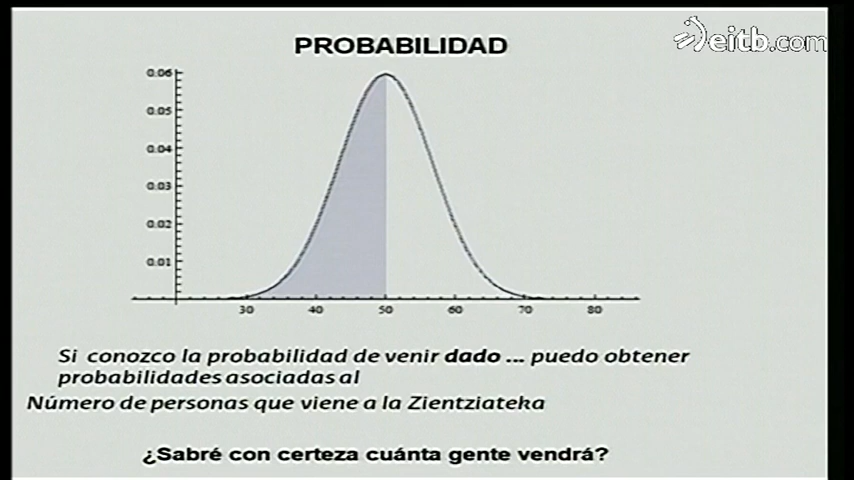 PROBABILIDAD
eitb.com
0.06
0.05
0.04
0.03
0.02
0.01
30 40 50 60 70 80
Si conozco la probabilidad de venir dado ... puedo obtener
probabilidades asociadas al
Número de personas que viene a la Zientziateka
¿Sabré con certeza cuánta gente vendrá?